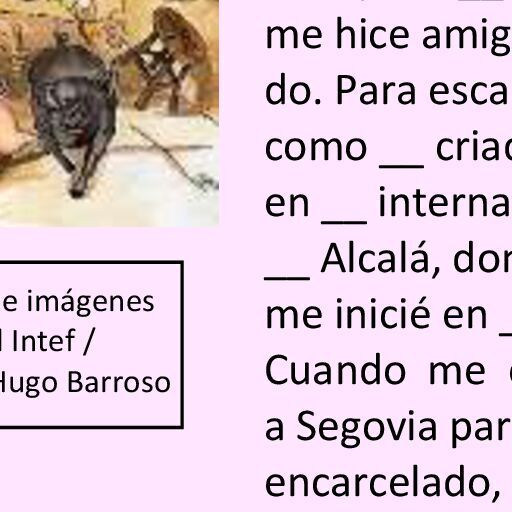 e imágenes
Intef /
Hugo Barroso
me hice amig
do. Para esca
como __ criad
en __ interna
__ Alcalá, don
me inicié en _
Cuando me
a Segovia par
encarcelado,